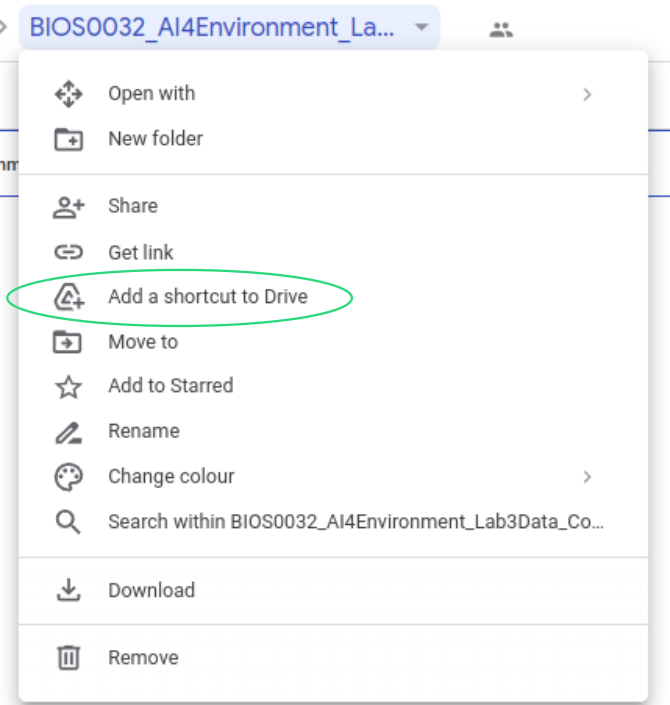 BIOS0032_AI4Environment_La...
Open with
New folder
Share
Get link
Add a shortcut to Drive
Move to
Add to Starred
Rename
Change colour
Search within BIOS0032_AI4Environment_Lab3Data_Co...
Download
Remove